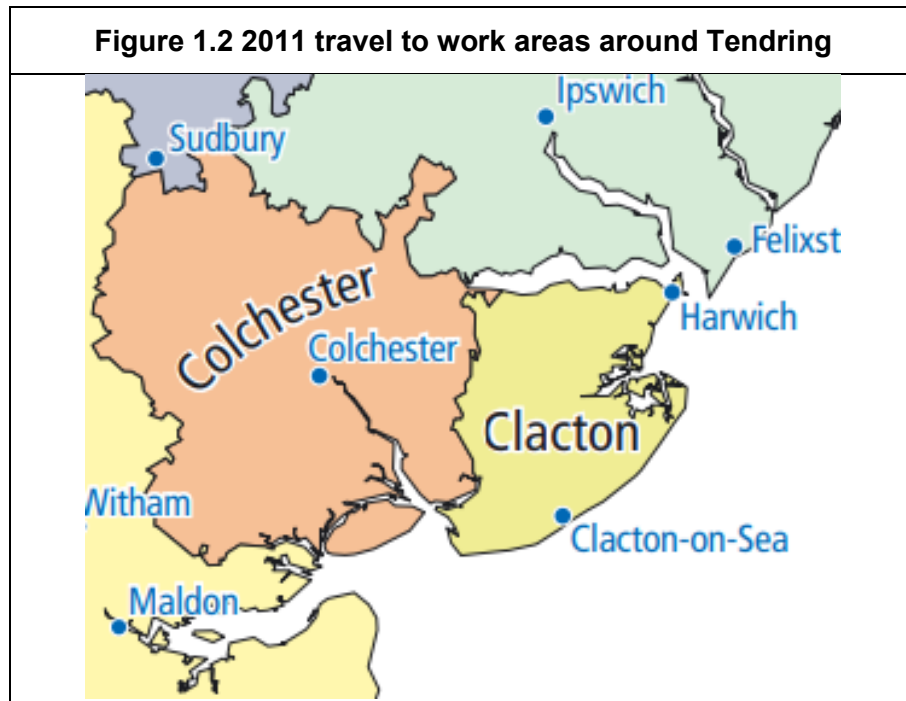 Figure 1.2 2011 travel to work areas around Tendring
Ipswich
Sudbury
Felixst
Colchester
Harwich
Colchester
Clacton
Witham
Clacton-on-Sea
Maldon